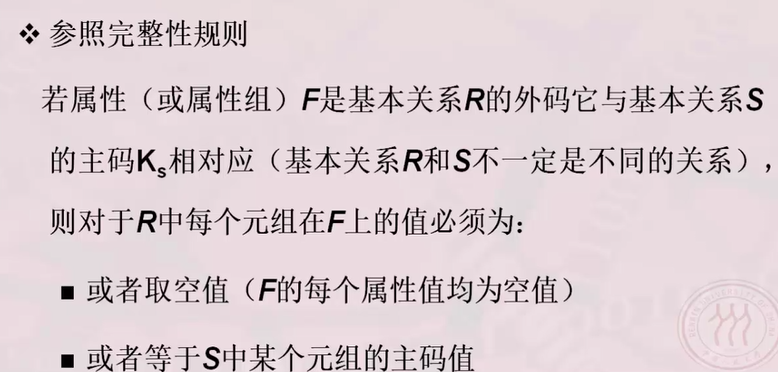 ❖ 参照完整性规则
若属性（或属性组）F是基本关系R的外码它与基本关系S
的主码Ks相对应（基本关系R和S不一定是不同的关系），
则对于R中每个元组在F上的值必须为：
■ 或者取空值（F的每个属性值均为空值）
■ 或者等于S中某个元组的主码值